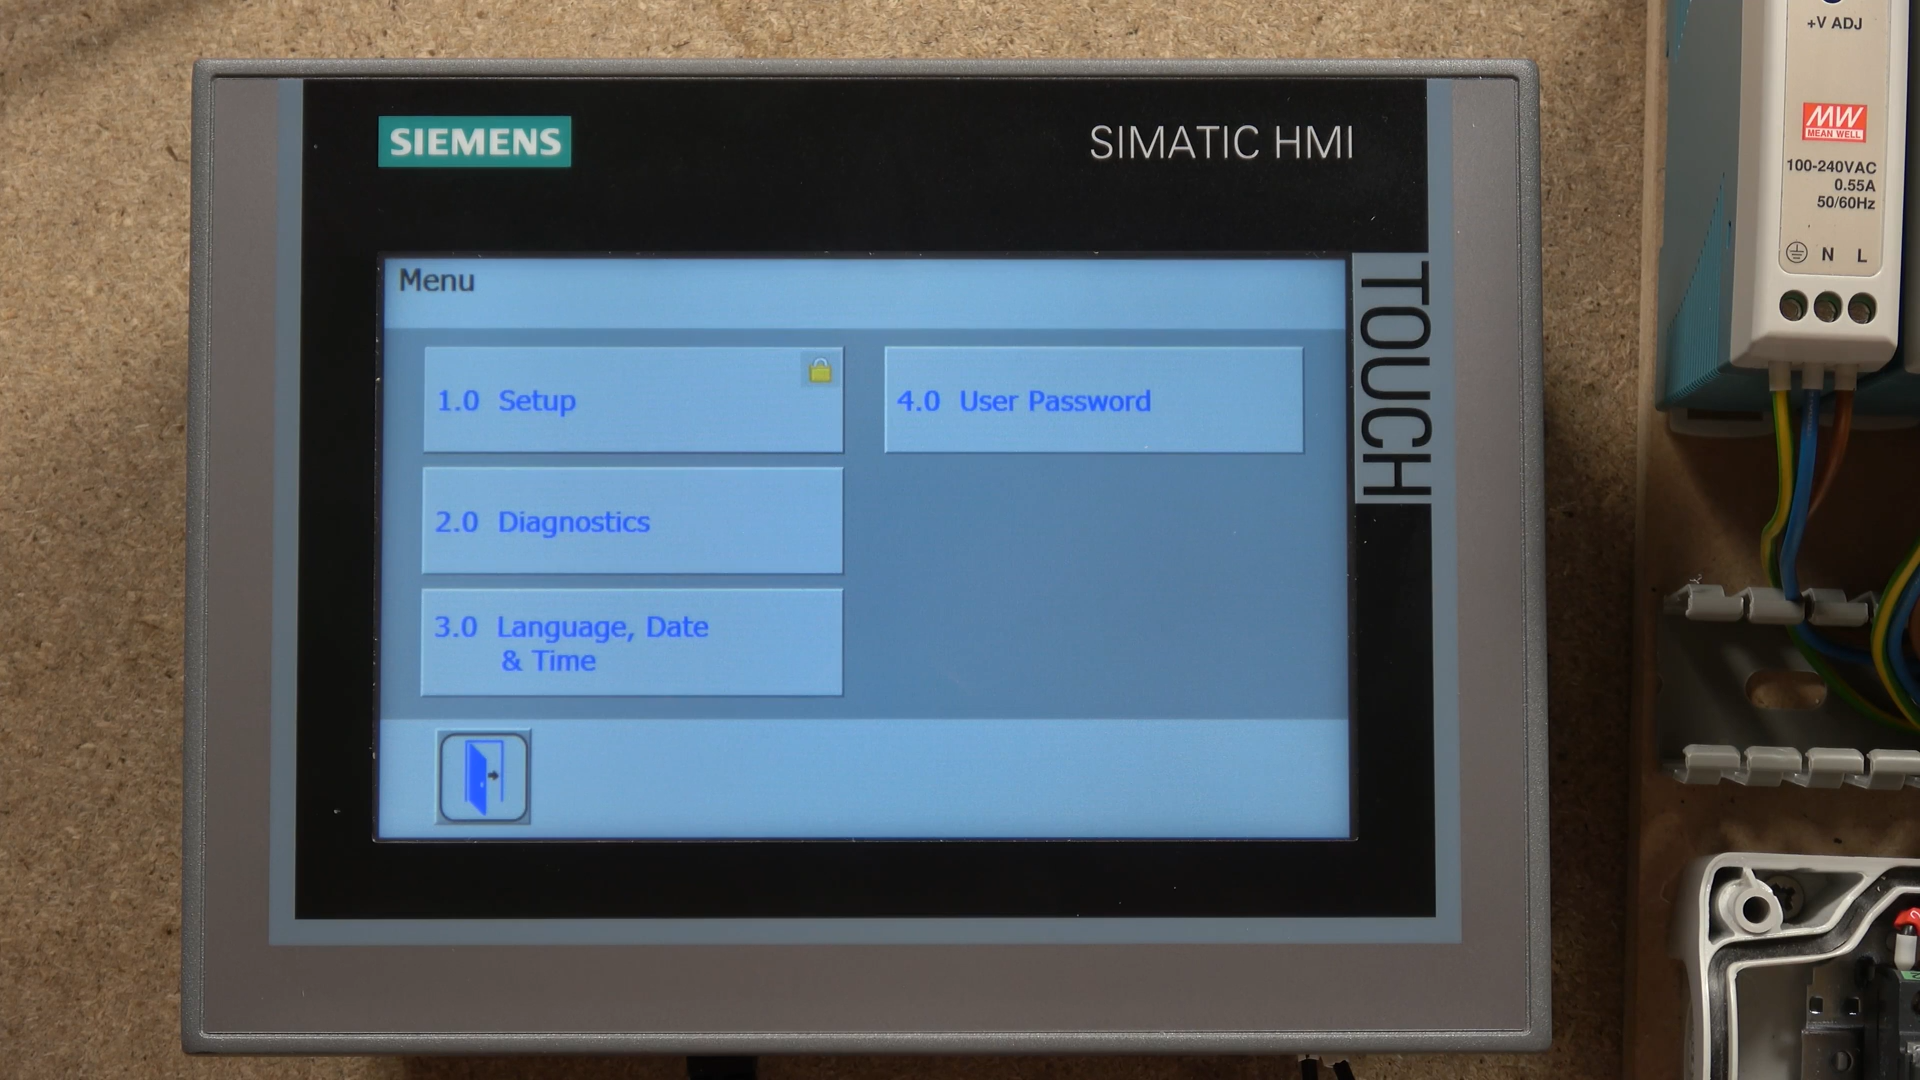 SIEMENS
SIMATIC HMI
TOUCH
Menu
1.0 Setup
2.0 Diagnostics
3.0 Language, Date
& Time
4.0 User Password
+V ADJ
MW
MEAN WELL
100-240VAC
0.55A
50/60Hz
N L